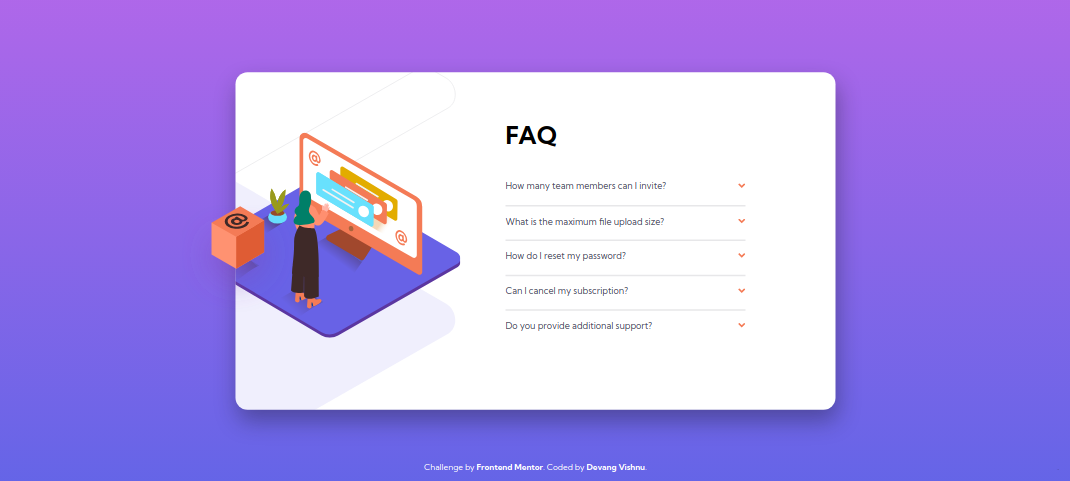 FAQ
How many team members can I invite?
What is the maximum file upload size?
How do I reset my password?
Can I cancel my subscription?
Do you provide additional support?
@
@
@
Challenge by Frontend Mentor. Coded by Devang Vishnu.